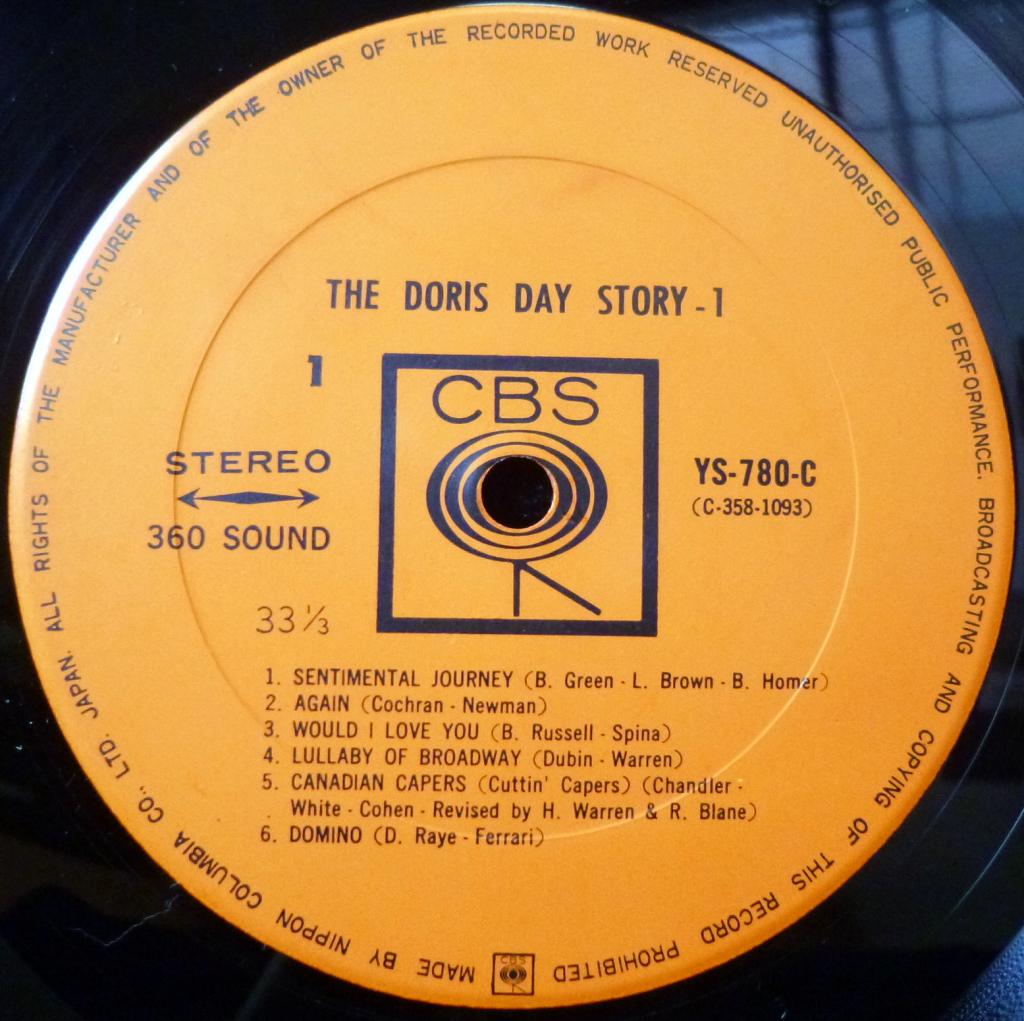 MADE BY NIPPON COLUMBIA CO., LTD. JAPAN. ALL RIGHTS OF THE MANUFACTURER AND OF THE OWNER OF THE RECORDED WORK RESERVED UNAUTHORISED PUBLIC PERFORMANCE. BROADCASTING AND COPYING OF THIS RECORD PROHIBITED
THE DORIS DAY STORY - 1
1
CBS
STEREO
360 SOUND
YS-780-C
(C-358-1093)
33 1/3
1. SENTIMENTAL JOURNEY (B. Green - L. Brown - B. Homer)
2. AGAIN (Cochran - Newman)
3. WOULD I LOVE YOU (B. Russell - Spina)
4. LULLABY OF BROADWAY (Dubin - Warren)
5. CANADIAN CAPERS (Cuttin' Capers) (Chandler -
White - Cohen - Revised by H. Warren & R. Blane)
6. DOMINO (D. Raye - Ferrari)
CBS